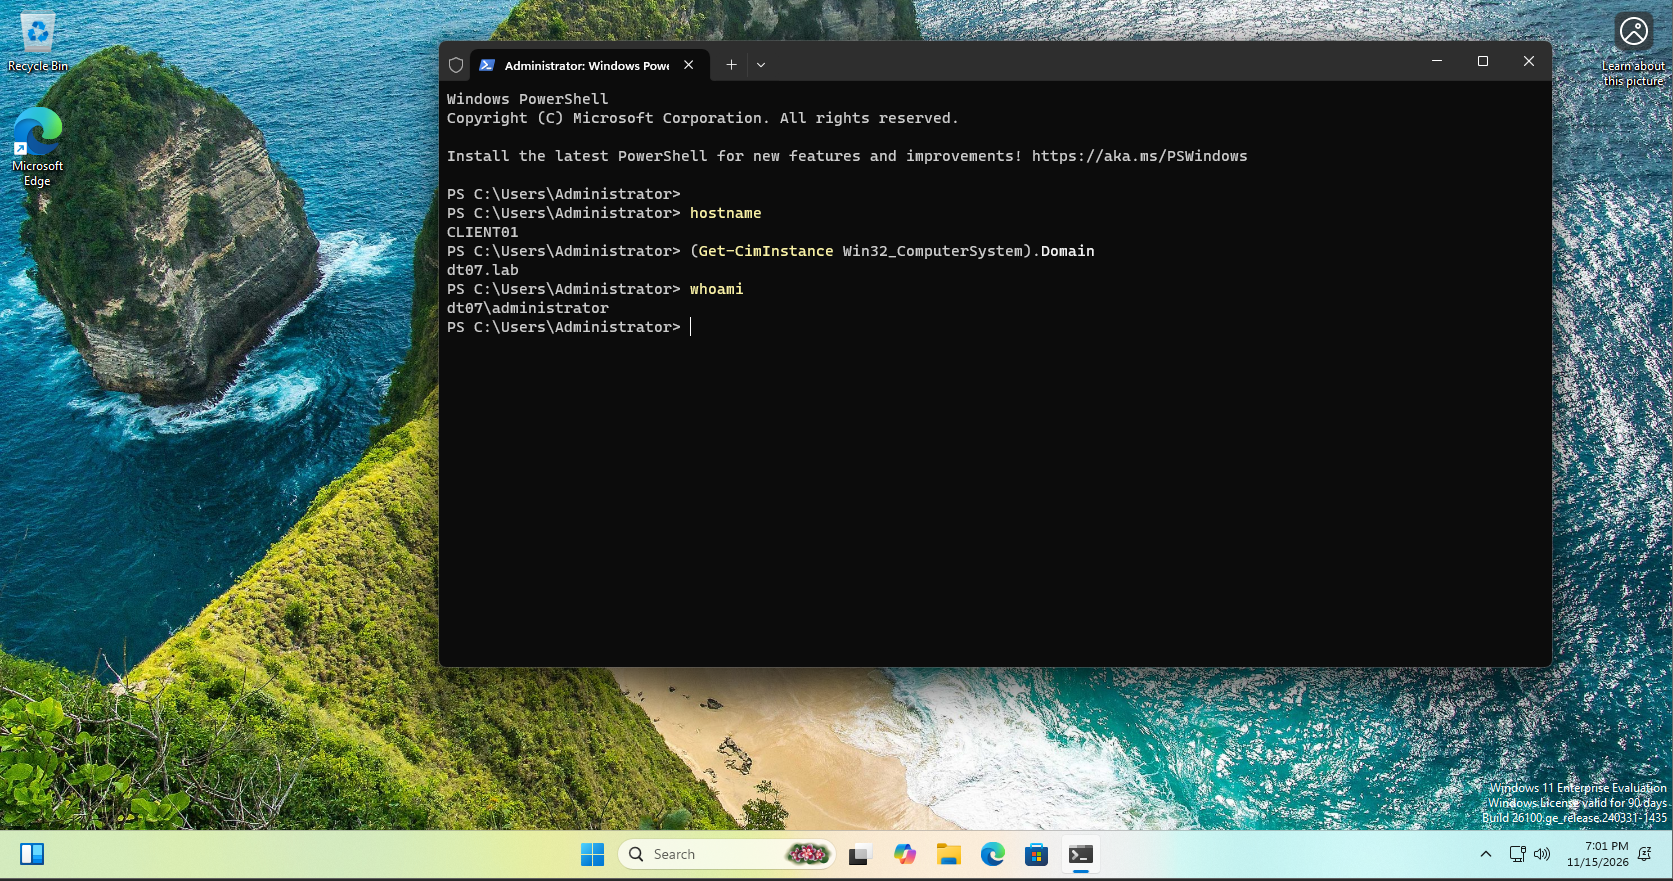 Recycle Bin
Microsoft
Edge
Learn about
this picture
Administrator: Windows Powe
Windows PowerShell
Copyright (C) Microsoft Corporation. All rights reserved.
Install the latest PowerShell for new features and improvements! https://aka.ms/PSWindows
PS C:\Users\Administrator>
PS C:\Users\Administrator> hostname
CLIENT01
PS C:\Users\Administrator> (Get-CimInstance Win32_ComputerSystem).Domain
dt07.lab
PS C:\Users\Administrator> whoami
dt07\administrator
PS C:\Users\Administrator>
Windows 11 Enterprise Evaluation
Windows License valid for 90 days
Build 26100.ge_release.240331-1435
Search
7:01 PM
11/15/2026